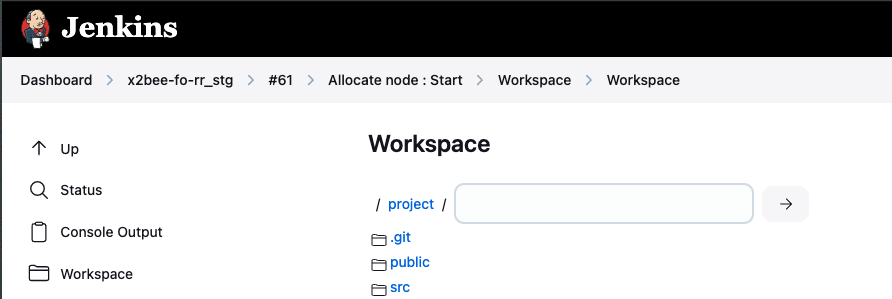 Jenkins
Dashboard > x2bee-fo-rr_stg > #61 > Allocate node : Start > Workspace > Workspace
Up
Status
Console Output
Workspace
Workspace
/ project /
.git
public
src